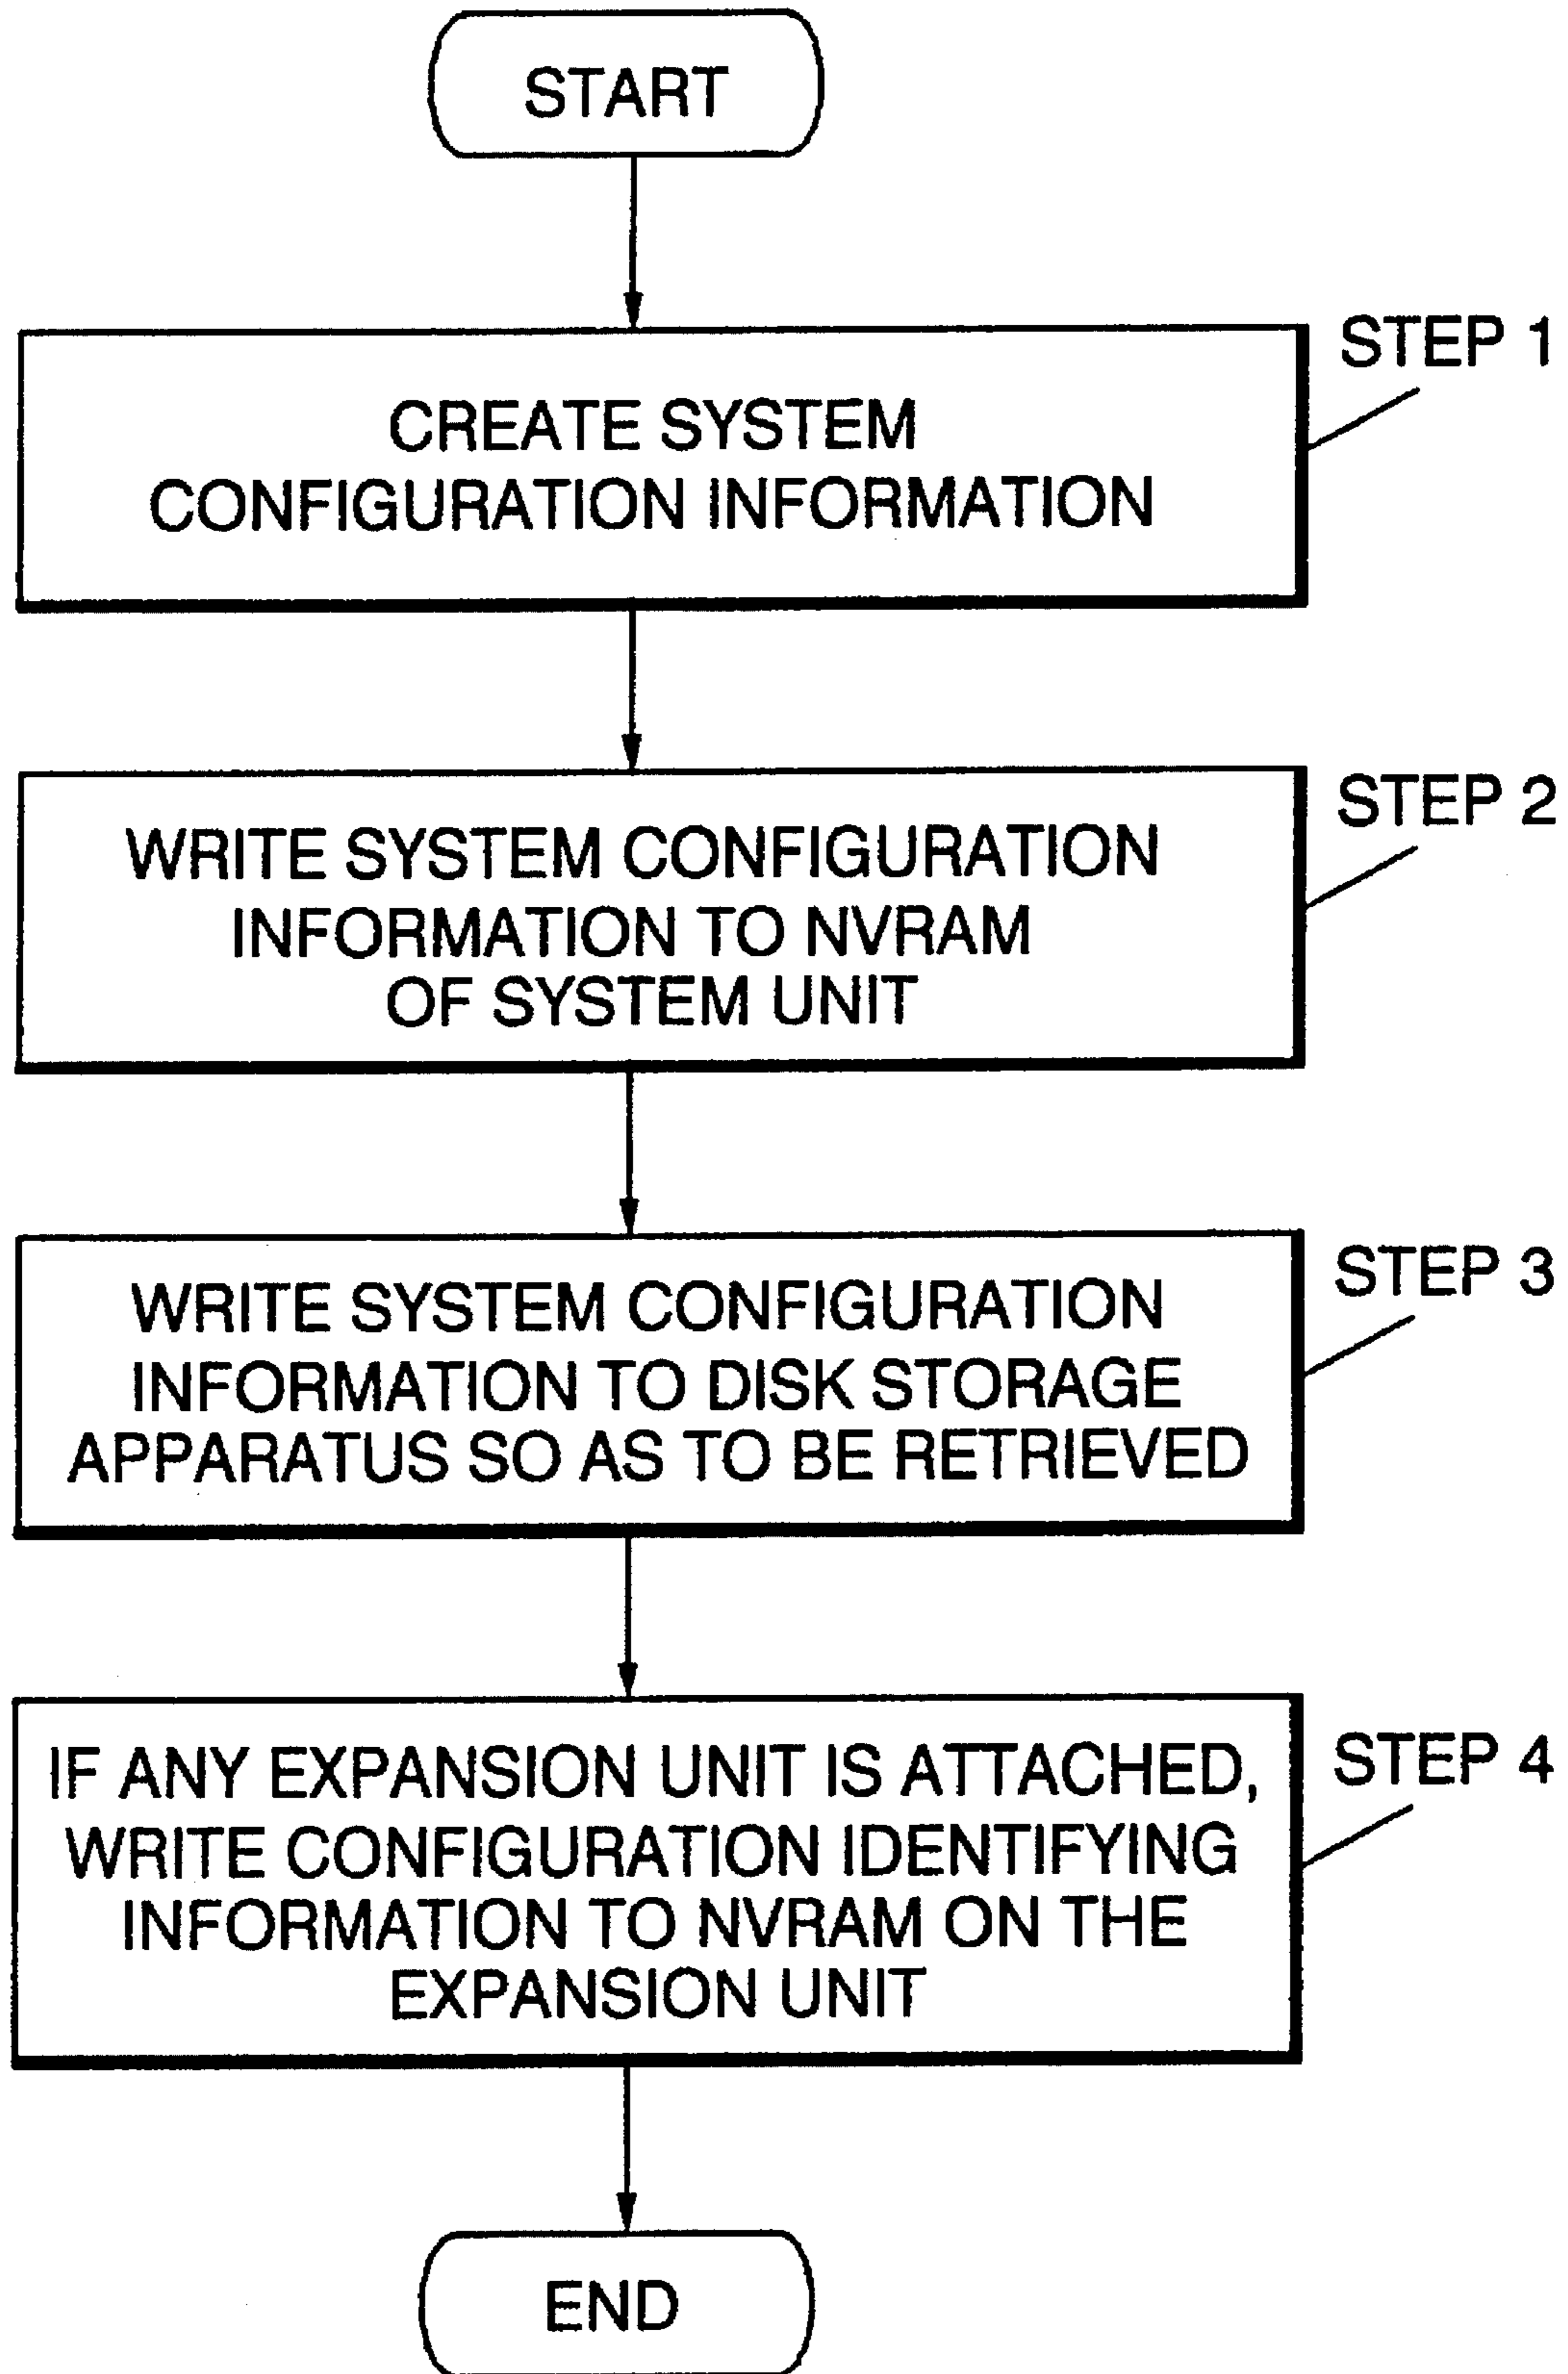 START
STEP 1
CREATE SYSTEM
CONFIGURATION INFORMATION
STEP 2
WRITE SYSTEM CONFIGURATION
INFORMATION TO NVRAM
OF SYSTEM UNIT
STEP 3
WRITE SYSTEM CONFIGURATION
INFORMATION TO DISK STORAGE
APPARATUS SO AS TO BE RETRIEVED
STEP 4
IF ANY EXPANSION UNIT IS ATTACHED,
WRITE CONFIGURATION IDENTIFYING
INFORMATION TO NVRAM ON THE
EXPANSION UNIT
END